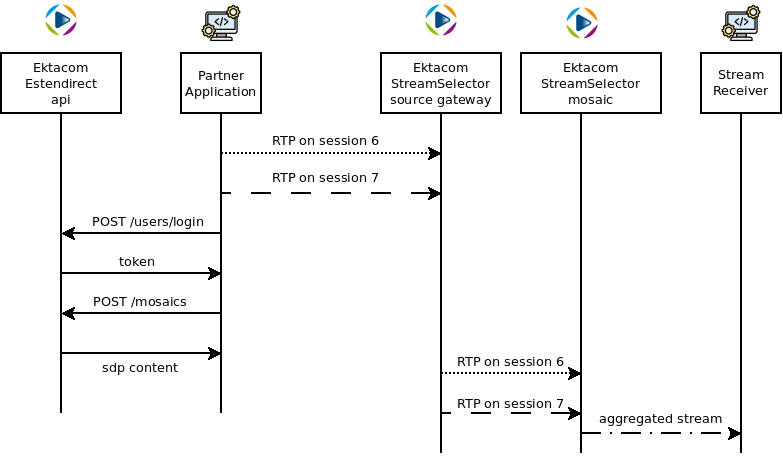 Ektacom
Estendirect
api
Partner
Application
Ektacom
StreamSelector
source gateway
Ektacom
StreamSelector
mosaic
Stream
Receiver
RTP on session 6
RTP on session 7
POST /users/login
token
POST /mosaics
sdp content
RTP on session 6
RTP on session 7
aggregated stream